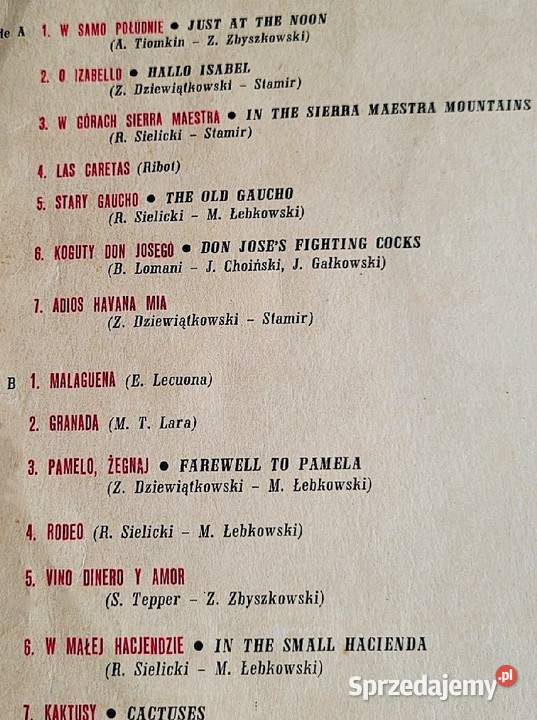 le A 1. W SAMO POŁUDNIE ● JUST AT THE NOON
(A. Tiomkin – Z. Zbyszkowski)
2. O IZABELLO ● HALLO ISABEL
(Z. Dziewiątkowski – Stamir)
3. W GÓRACH SIERRA MAESTRA ● IN THE SIERRA MAESTRA MOUNTAINS
(R. Sielicki – Stamir)
4. LAS CARETAS (Ribot)
5. STARY GAUCHO ● THE OLD GAUCHO
(R. Sielicki – M. Łebkowski)
6. KOGUTY DON JOSEGO ● DON JOSE'S FIGHTING COCKS
(B. Lomani – J. Choiński, J. Gałkowski)
7. ADIOS HAVANA MIA
(Z. Dziewiątkowski – Stamir)
B 1. MALAGUENA (E. Lecuona)
2. GRANADA (M. T. Lara)
3. PAMELO, ŻEGNAJ ● FAREWELL TO PAMELA
(Z. Dziewiątkowski – M. Łebkowski)
4. RODEO (R. Sielicki – M. Łebkowski)
5. VINO DINERO Y AMOR
(S. Tepper – Z. Zbyszkowski)
6. W MAŁEJ HACJENDZIE ● IN THE SMALL HACIENDA
(R. Sielicki – M. Łebkowski)
7. KAKTUSY ● CACTUSES
Sprzedajemy.pl